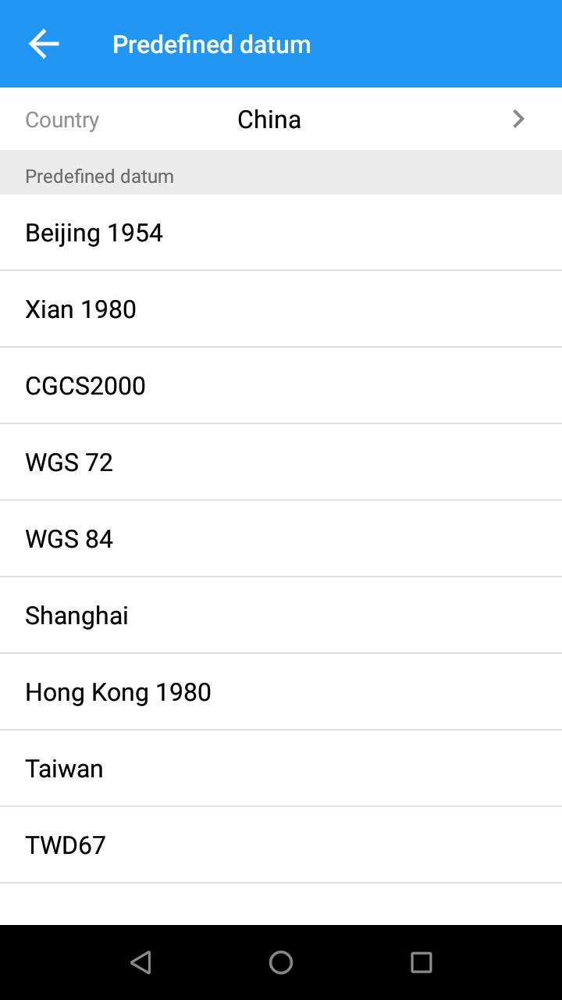 Predefined datum
Country China
Predefined datum
Beijing 1954
Xian 1980
CGCS2000
WGS 72
WGS 84
Shanghai
Hong Kong 1980
Taiwan
TWD67